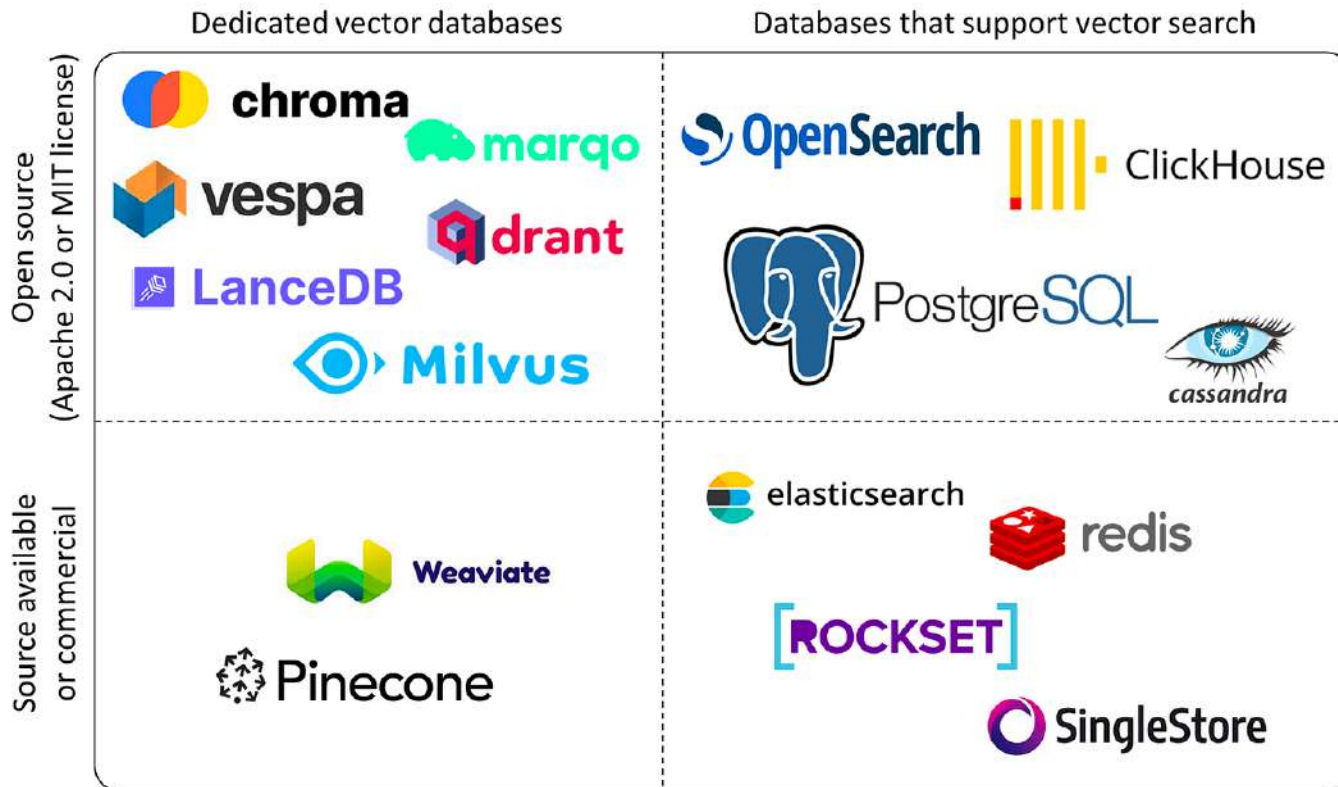 Dedicated vector databases
Databases that support vector search
Open source
(Apache 2.0 or MIT license)
chroma
marqo
vespa
qdrant
LanceDB
Milvus
OpenSearch
ClickHouse
PostgreSQL
cassandra
Source available
or commercial
Weaviate
Pinecone
elasticsearch
redis
[ROCKSET]
SingleStore